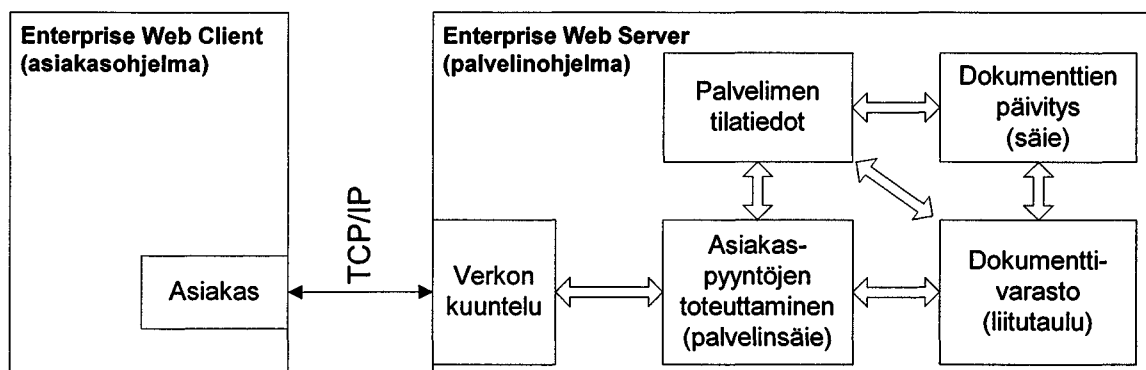 Enterprise Web Client
(asiakasohjelma)
Asiakas
TCP/IP
Enterprise Web Server
(palvelinohjelma)
Palvelimen
tilatiedot
Dokumenttien
päivitys
(säie)
Verkon
kuuntelu
Asiakas-
pyyntöjen
toteuttaminen
(palvelinsäie)
Dokumentti-
varasto
(liitutaulu)